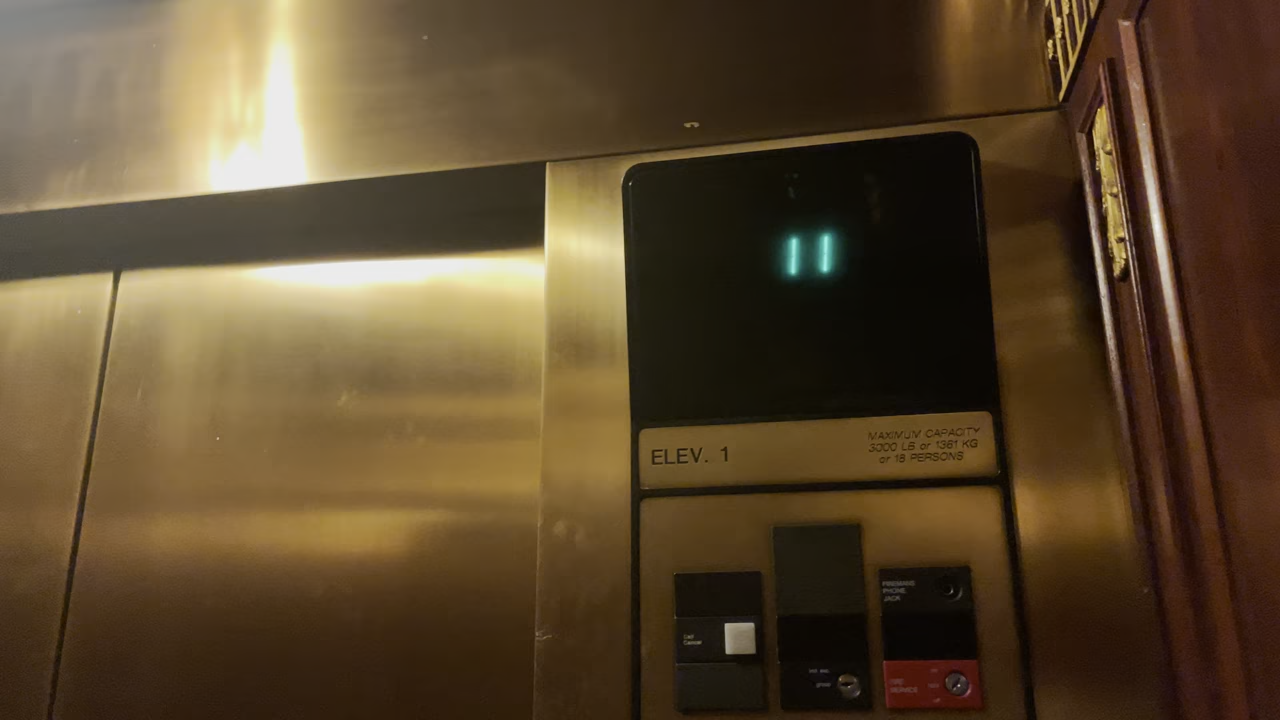 11
ELEV. 1
MAXIMUM CAPACITY
3000 LB or 1361 KG
or 18 PERSONS
FIREMANS
PHONE
JACK
Call
Cancel
FIRE
SERVICE